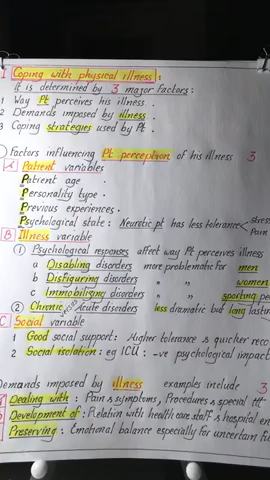 I Coping with physical illness:
It is determined by 3 major factors:
1 Way Pt perceives his illness.
2 Demands imposed by illness.
3 Coping strategies used by Pt.
Factors influencing Pt perception of his illness 3
A Patient variables
Patient age
Personality type.
Previous experiences.
Psychological state: Neurotic pt has less tolerance stress
Pain
B Illness variable
① Psychological responses affect way Pt perceives illness
a Disabling disorders more problematic for men
b Disfiguring disorders " " women
c Immobilising disorders " " sporting pe
② Chronic versus Acute disorders less dramatic but long lastin
C Social variable
1 Good social support: Higher tolerance & quicker reco
2 Social isolation: eg ICU: -ve psychological impact
Demands imposed by illness examples include 3
Dealing with: Pain & symptoms, Procedures & special ttt
Development of: Relation with health care staff & hospital en
Preserving: Emotional balance especially for uncertain fu